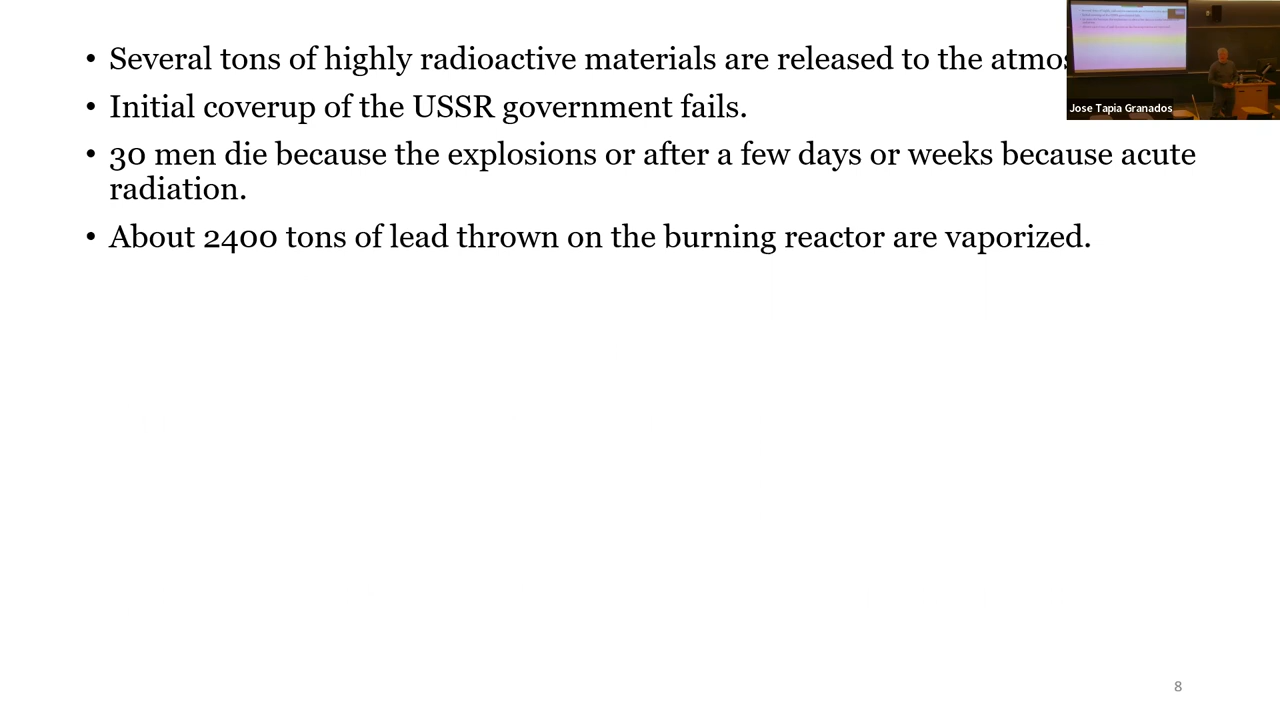 • Several tons of highly radioactive materials are released to the
• Initial coverup of the USSR government fails.
• 30 men die because the explosions or after a few days or weeks because acute
radiation.
• About 2400 tons of lead thrown on the burning reactor are vaporized.
Jose Tapia Granados
8